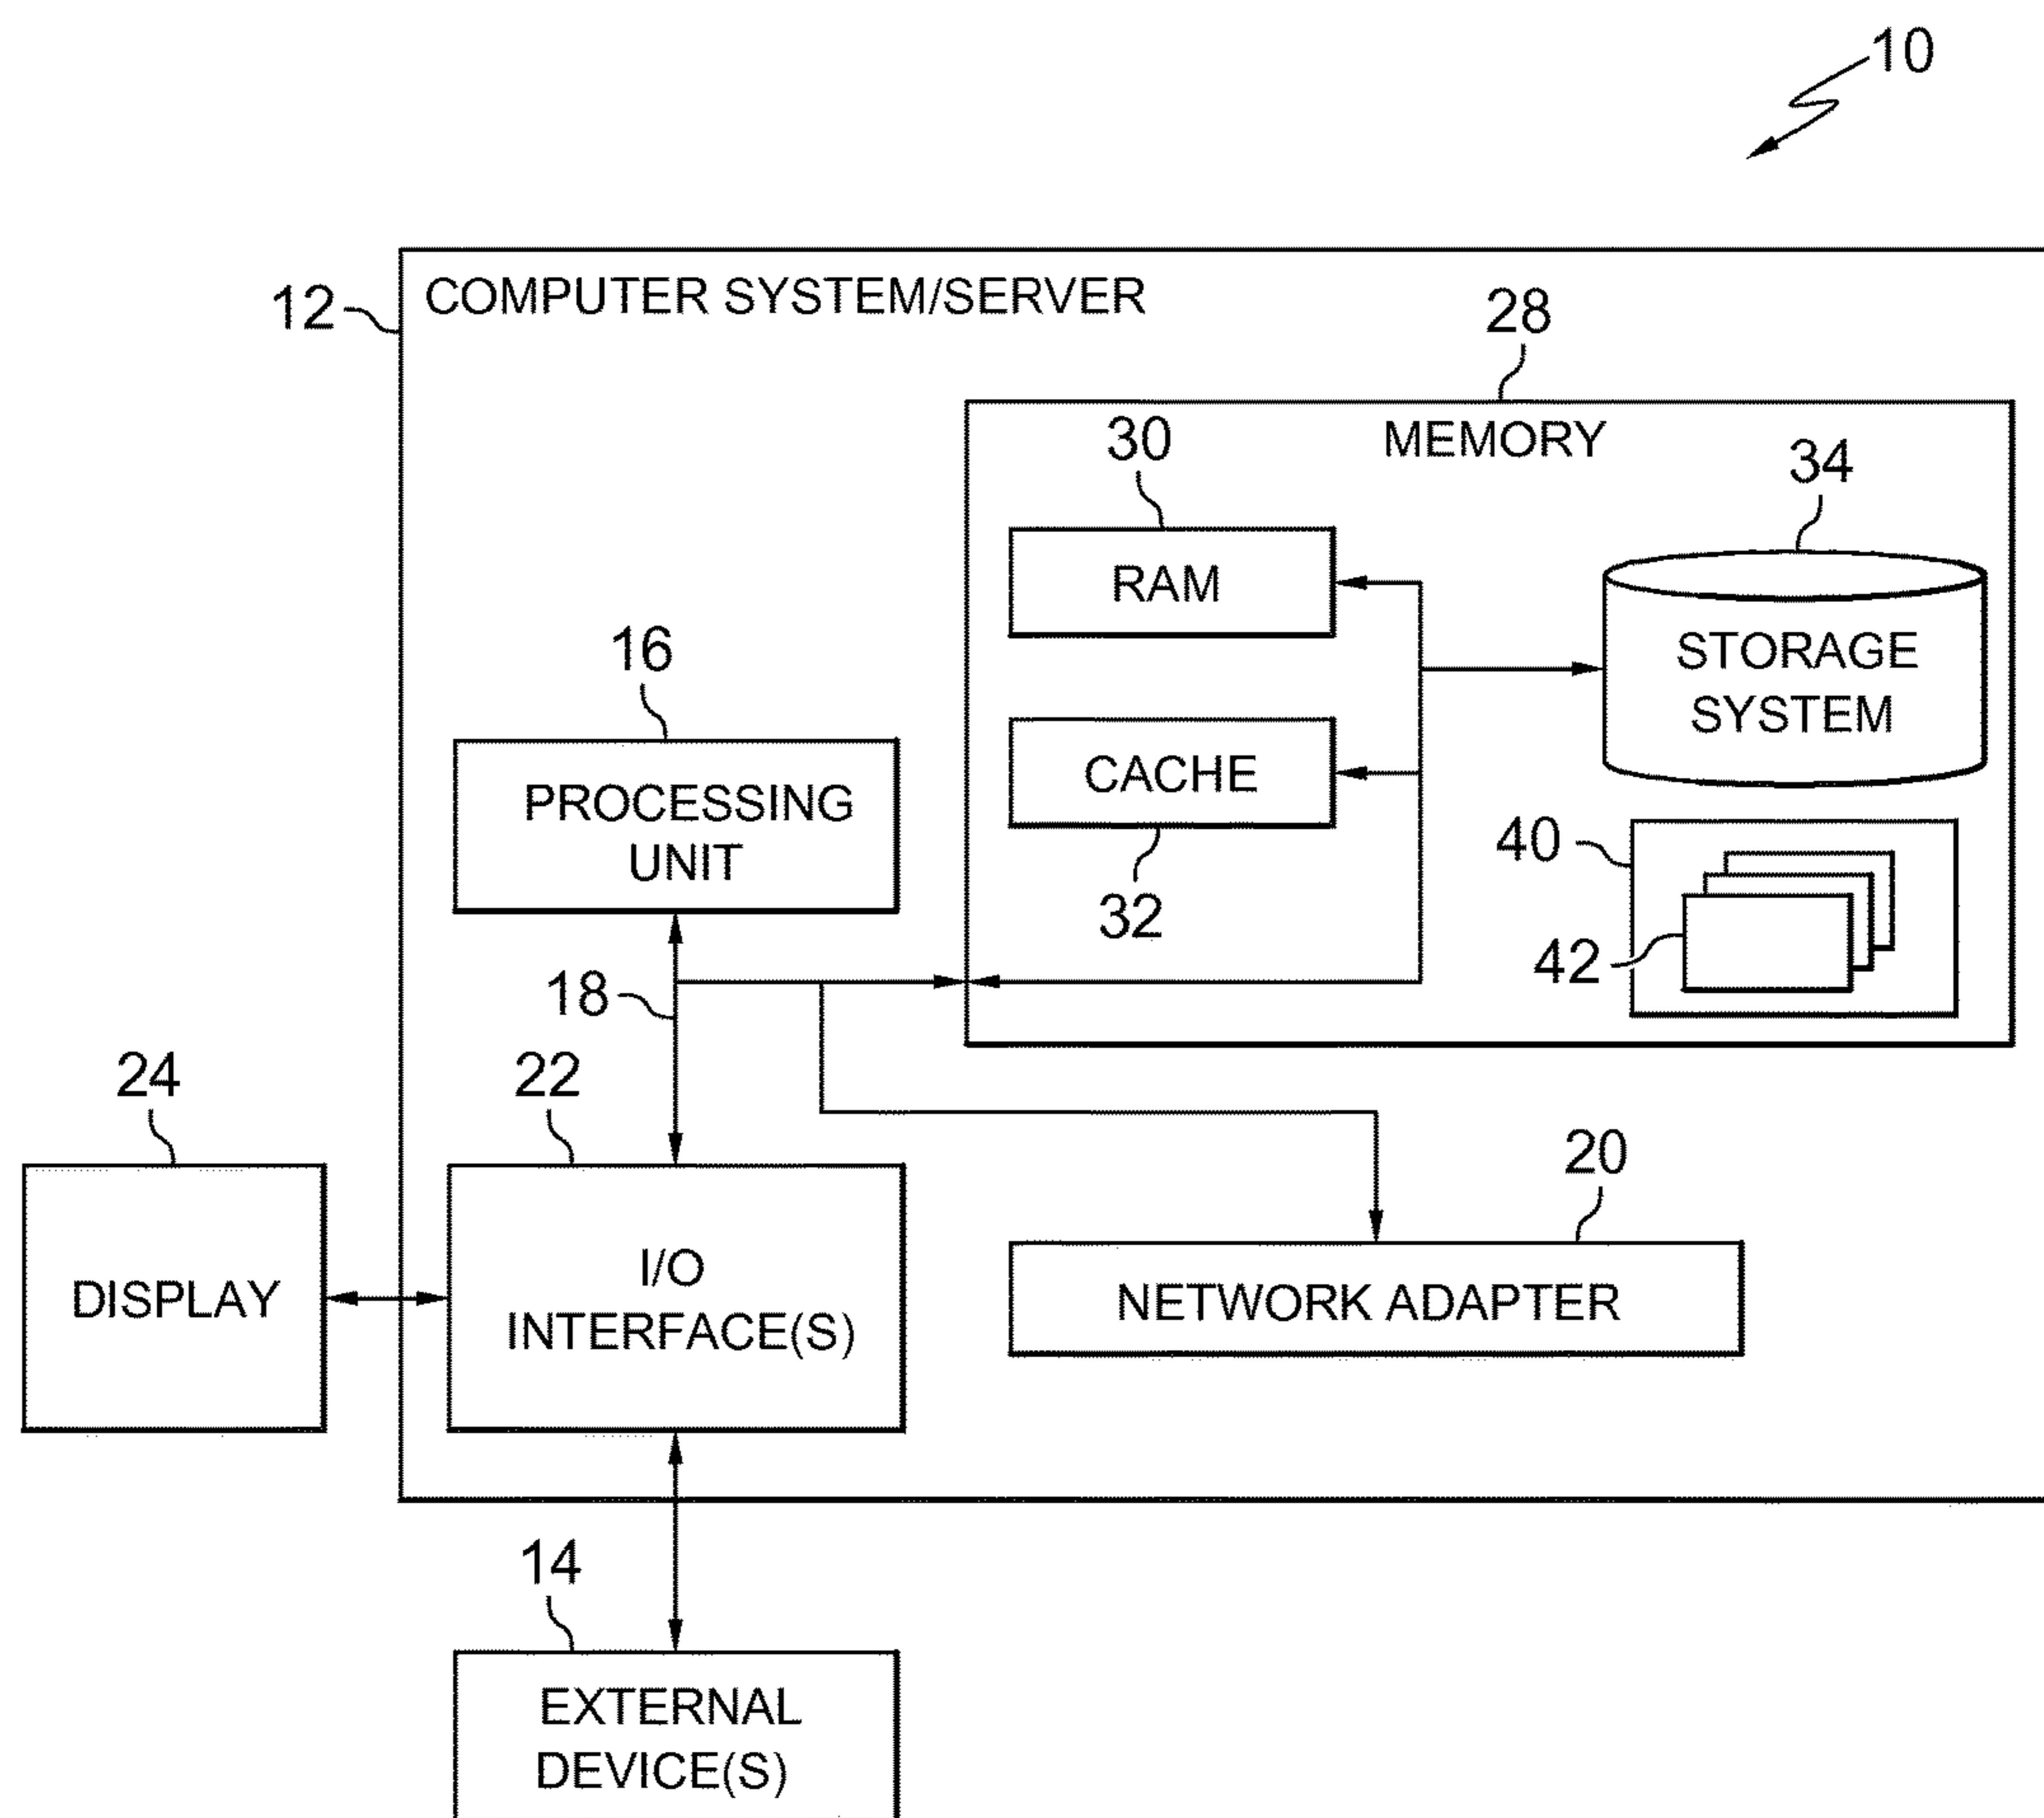 10
12
COMPUTER SYSTEM/SERVER
28
MEMORY
30
34
RAM
STORAGE
SYSTEM
16
CACHE
PROCESSING
UNIT
32
40
42
18
24
22
20
DISPLAY
I/O
INTERFACE(S)
NETWORK ADAPTER
14
EXTERNAL
DEVICE(S)